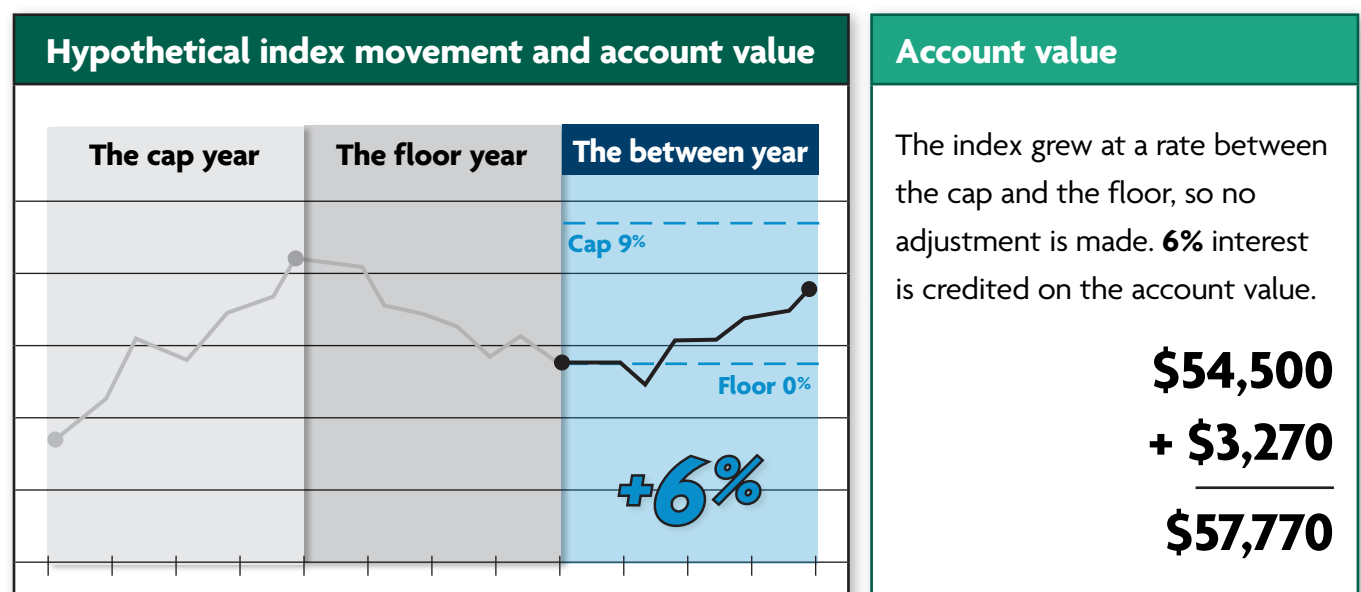 Hypothetical index movement and account value
The cap year
The floor year
The between year
Cap 9%
Floor 0%
+6%
Account value
The index grew at a rate between
the cap and the floor, so no
adjustment is made. 6% interest
is credited on the account value.
$54,500
+ $3,270
$57,770